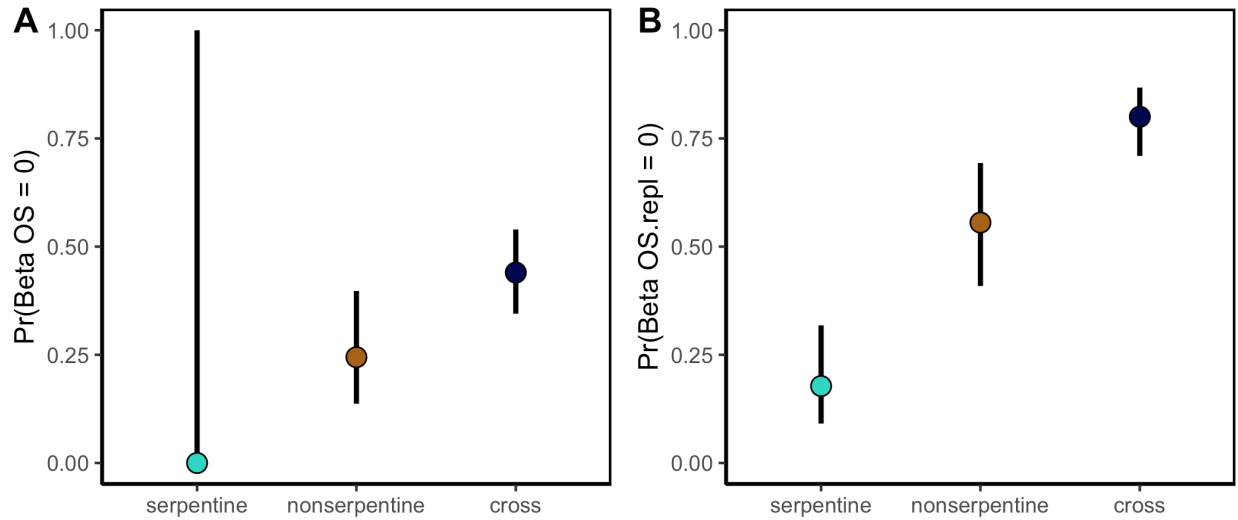 A
Pr(Beta OS = 0)
1.00
0.75
0.50
0.25
0.00
serpentine nonserpentine cross
B
Pr(Beta OS.repl = 0)
1.00
0.75
0.50
0.25
0.00
serpentine nonserpentine cross